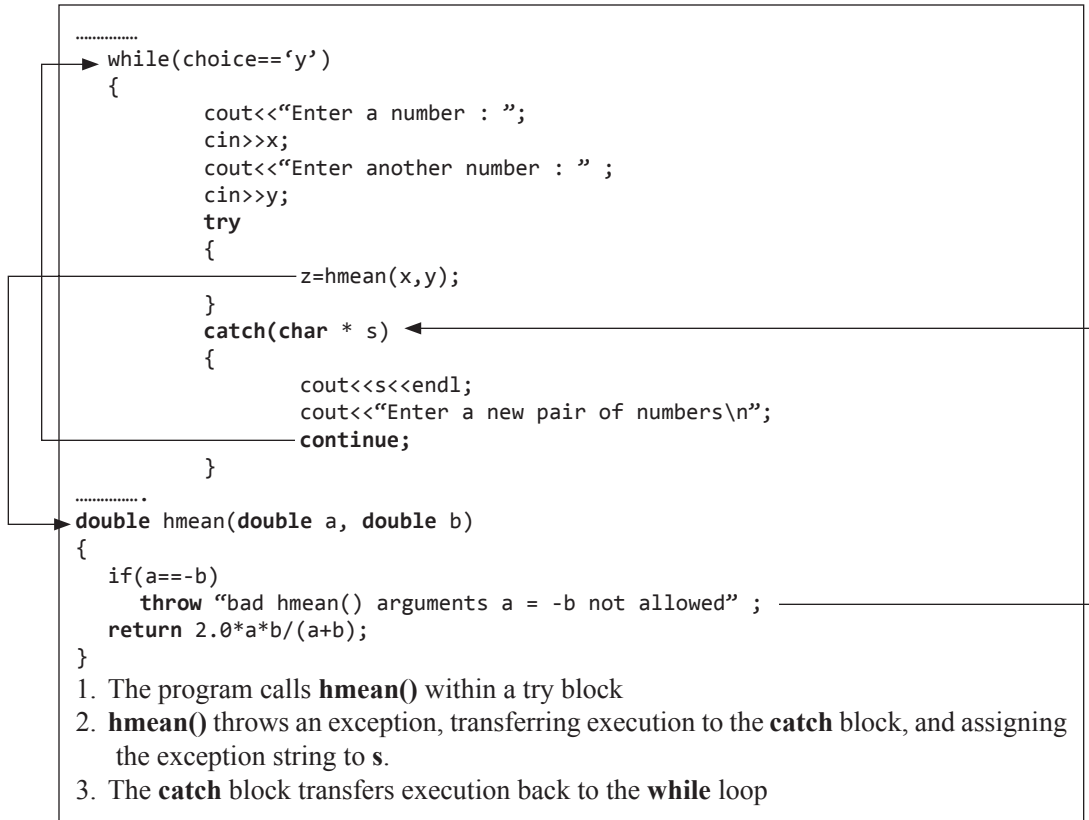 ……………
while(choice==‘y’)
{
cout<<“Enter a number : ”;
cin>>x;
cout<<“Enter another number : ” ;
cin>>y;
try
{
z=hmean(x,y);
}
catch(char * s)
{
cout<<s<<endl;
cout<<“Enter a new pair of numbers\n”;
continue;
}
…………….
double hmean(double a, double b)
{
if(a==-b)
throw “bad hmean() arguments a = -b not allowed” ;
return 2.0*a*b/(a+b);
}
1. The program calls hmean() within a try block
2. hmean() throws an exception, transferring execution to the catch block, and assigning
the exception string to s.
3. The catch block transfers execution back to the while loop